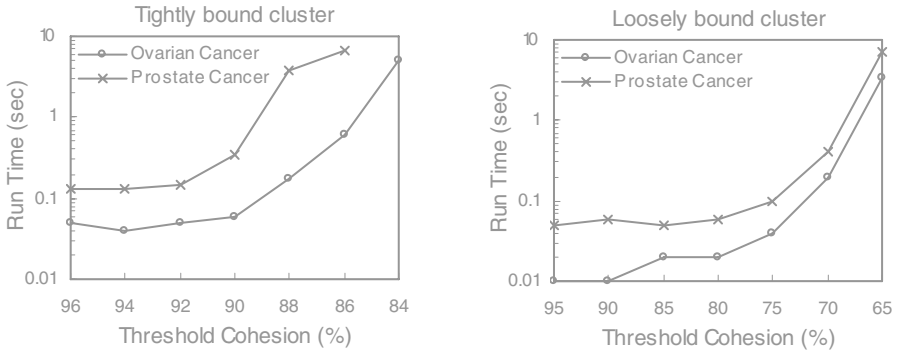 Tightly bound cluster
10
1
0.1
0.01
Run Time (sec)
Ovarian Cancer
Prostate Cancer
96 94 92 90 88 86 84
Threshold Cohesion (%)
Loosely bound cluster
10
1
0.1
0.01
Run Time (sec)
Ovarian Cancer
Prostate Cancer
95 90 85 80 75 70 65
Threshold Cohesion (%)